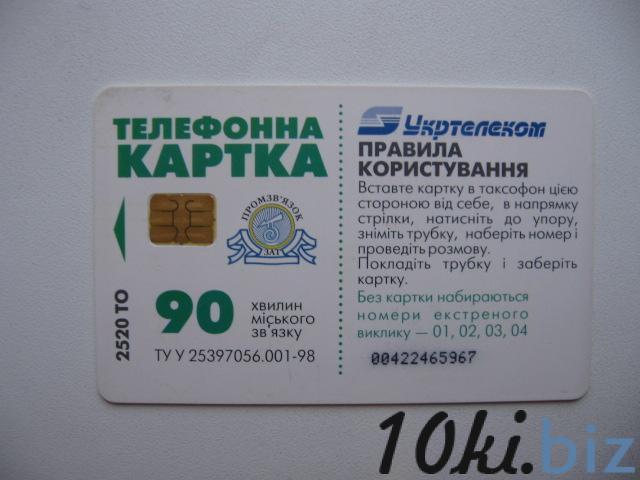 ТЕЛЕФОННА
КАРТКА
ПРОМЗВ'ЯЗОК
ЗАТ
2520 ТО
90
хвилин
міського
зв'язку
ТУ У 25397056.001-98
Укртелеком
ПРАВИЛА
КОРИСТУВАННЯ
Вставте картку в таксофон цією
стороною від себе, в напрямку
стрілки, натисніть до упору,
зніміть трубку, наберіть номер і
проведіть розмову.
Покладіть трубку і заберіть
картку.
Без картки набираються
номери екстреного
виклику — 01, 02, 03, 04
00422465967
10ki.biz